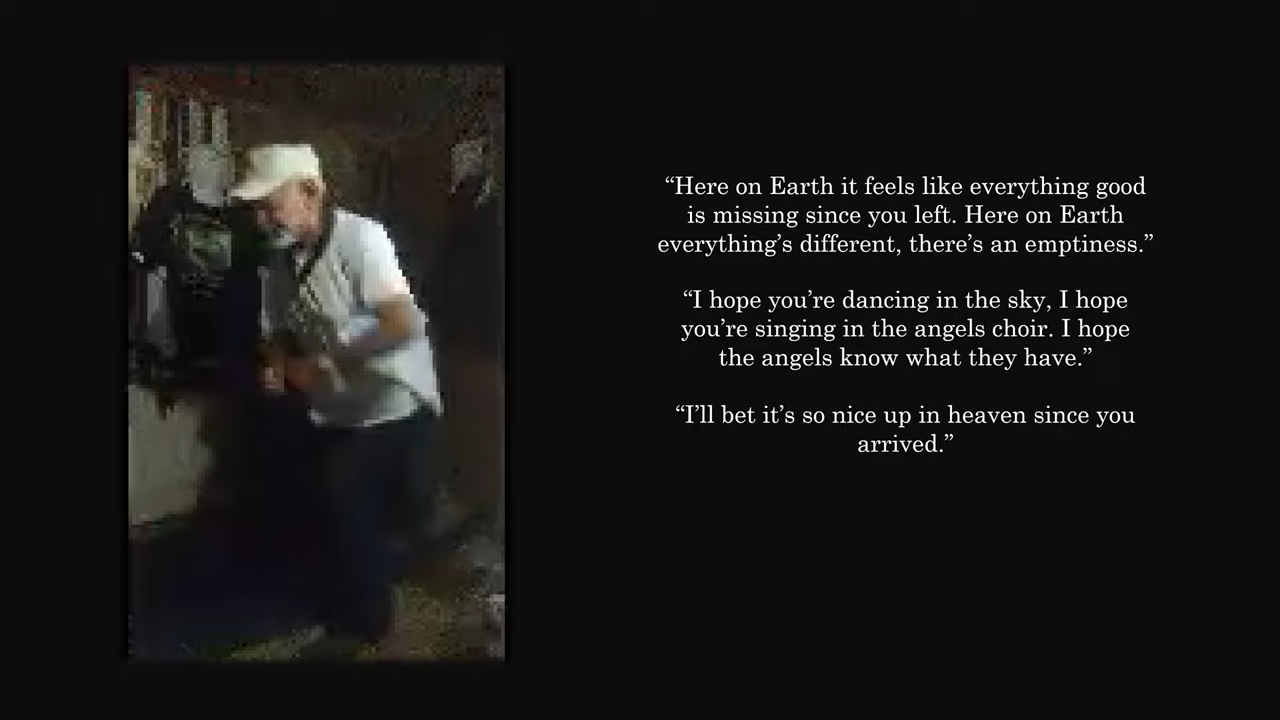 “Here on Earth it feels like everything good
is missing since you left. Here on Earth
everything’s different, there’s an emptiness.”
“I hope you’re dancing in the sky, I hope
you’re singing in the angels choir. I hope
the angels know what they have.”
“I’ll bet it’s so nice up in heaven since you
arrived.”